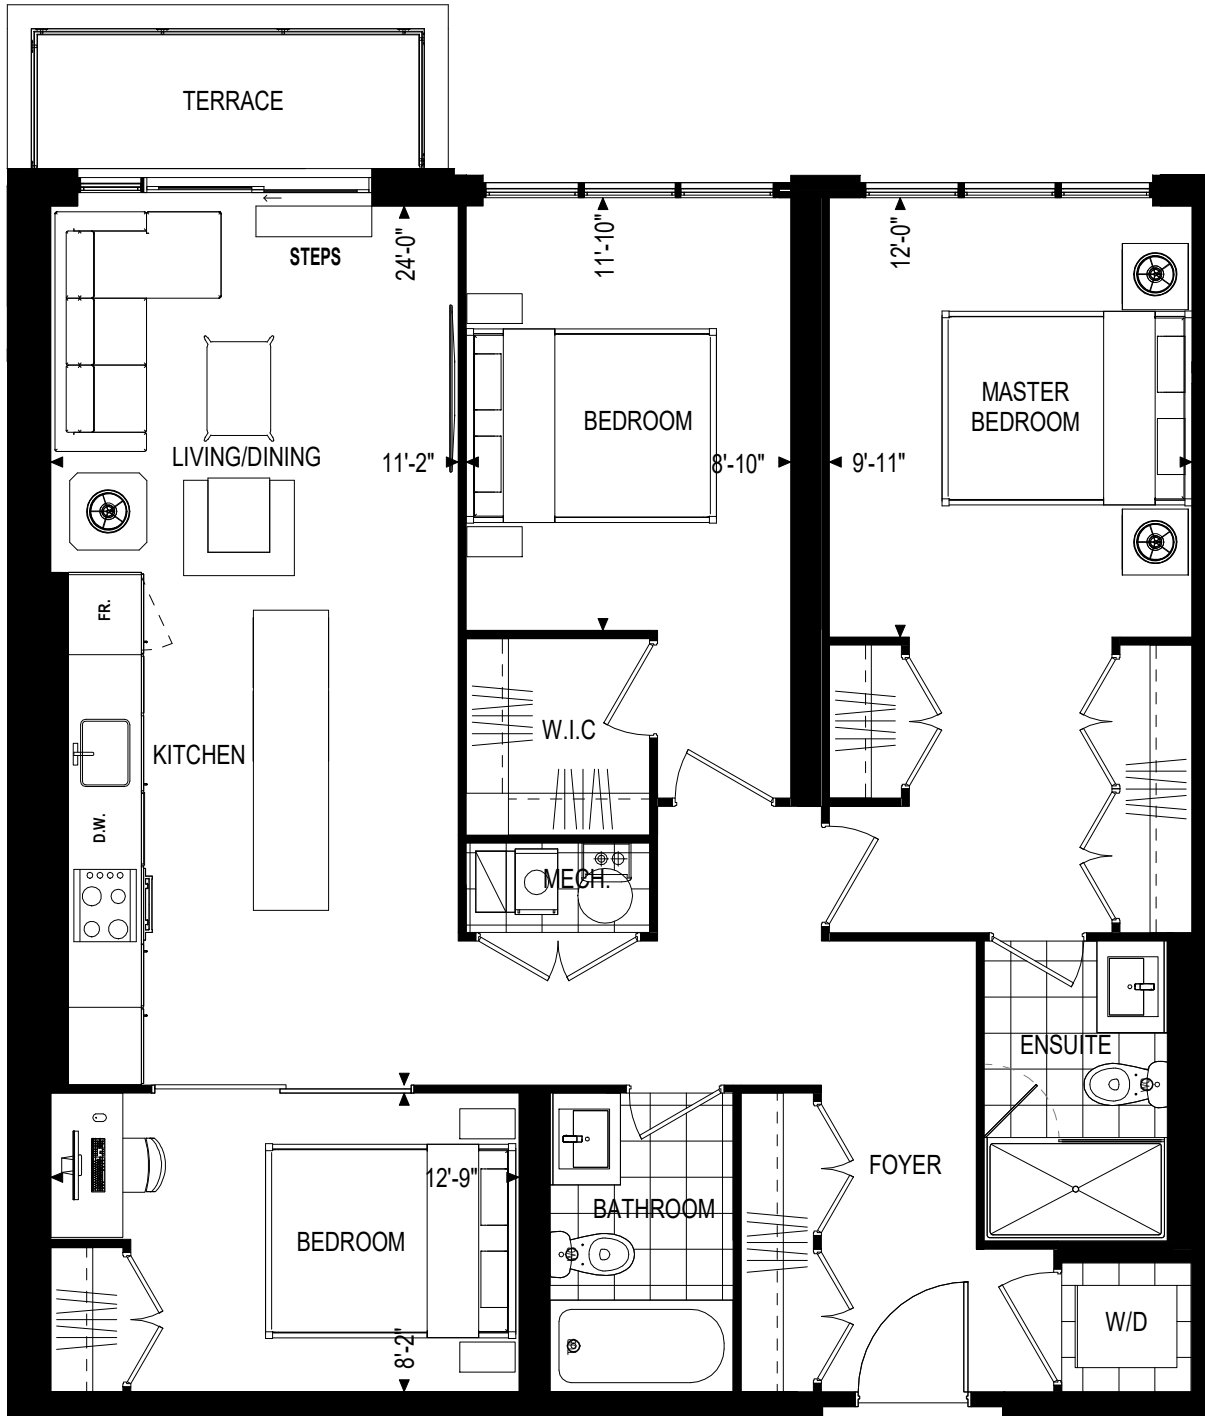 TERRACE
STEPS
24'-0"
11'-10"
12'-0"
MASTER
BEDROOM
BEDROOM
LIVING/DINING
11'-2"
8'-10"
9'-11"
FR.
W.I.C
KITCHEN
D.W.
MECH.
ENSUITE
FOYER
12'-9"
BATHROOM
BEDROOM
W/D
8'-2"